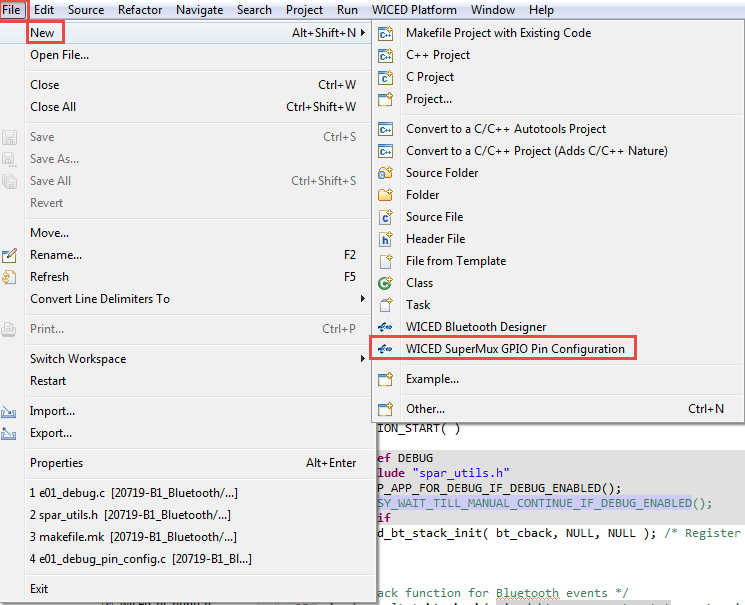 File Edit Source Refactor Navigate Search Project Run WICED Platform Window Help
New Alt+Shift+N
Open File...
Close Ctrl+W
Close All Ctrl+Shift+W
Save Ctrl+S
Save As...
Save All Ctrl+Shift+S
Revert
Move...
Rename... F2
Refresh F5
Convert Line Delimiters To
Print... Ctrl+P
Switch Workspace
Restart
Import...
Export...
Properties Alt+Enter
1 e01_debug.c [20719-B1_Bluetooth/...]
2 spar_utils.h [20719-B1_Bluetooth/...]
3 makefile.mk [20719-B1_Bluetooth/...]
4 e01_debug_pin_config.c [20719-B1_Bl...]
Exit
Makefile Project with Existing Code
C++ Project
C Project
Project...
Convert to a C/C++ Autotools Project
Convert to a C/C++ Project (Adds C/C++ Nature)
Source Folder
Folder
Source File
Header File
File from Template
Class
Task
WICED Bluetooth Designer
WICED SuperMux GPIO Pin Configuration
Example...
Other... Ctrl+N
ION_START( )
ef DEBUG
lude "spar_utils.h"
P_APP_FOR_DEBUG_IF_DEBUG_ENABLED();
SY_WAIT_TILL_MANUAL_CONTINUE_IF_DEBUG_ENABLED();
if
d_bt_stack_init( bt_cback, NULL, NULL ); /* Register
ack function for Bluetooth events */